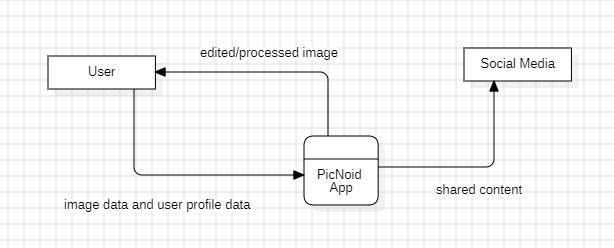 edited/processed image
User
Social Media
PicNoid
App
shared content
image data and user profile data